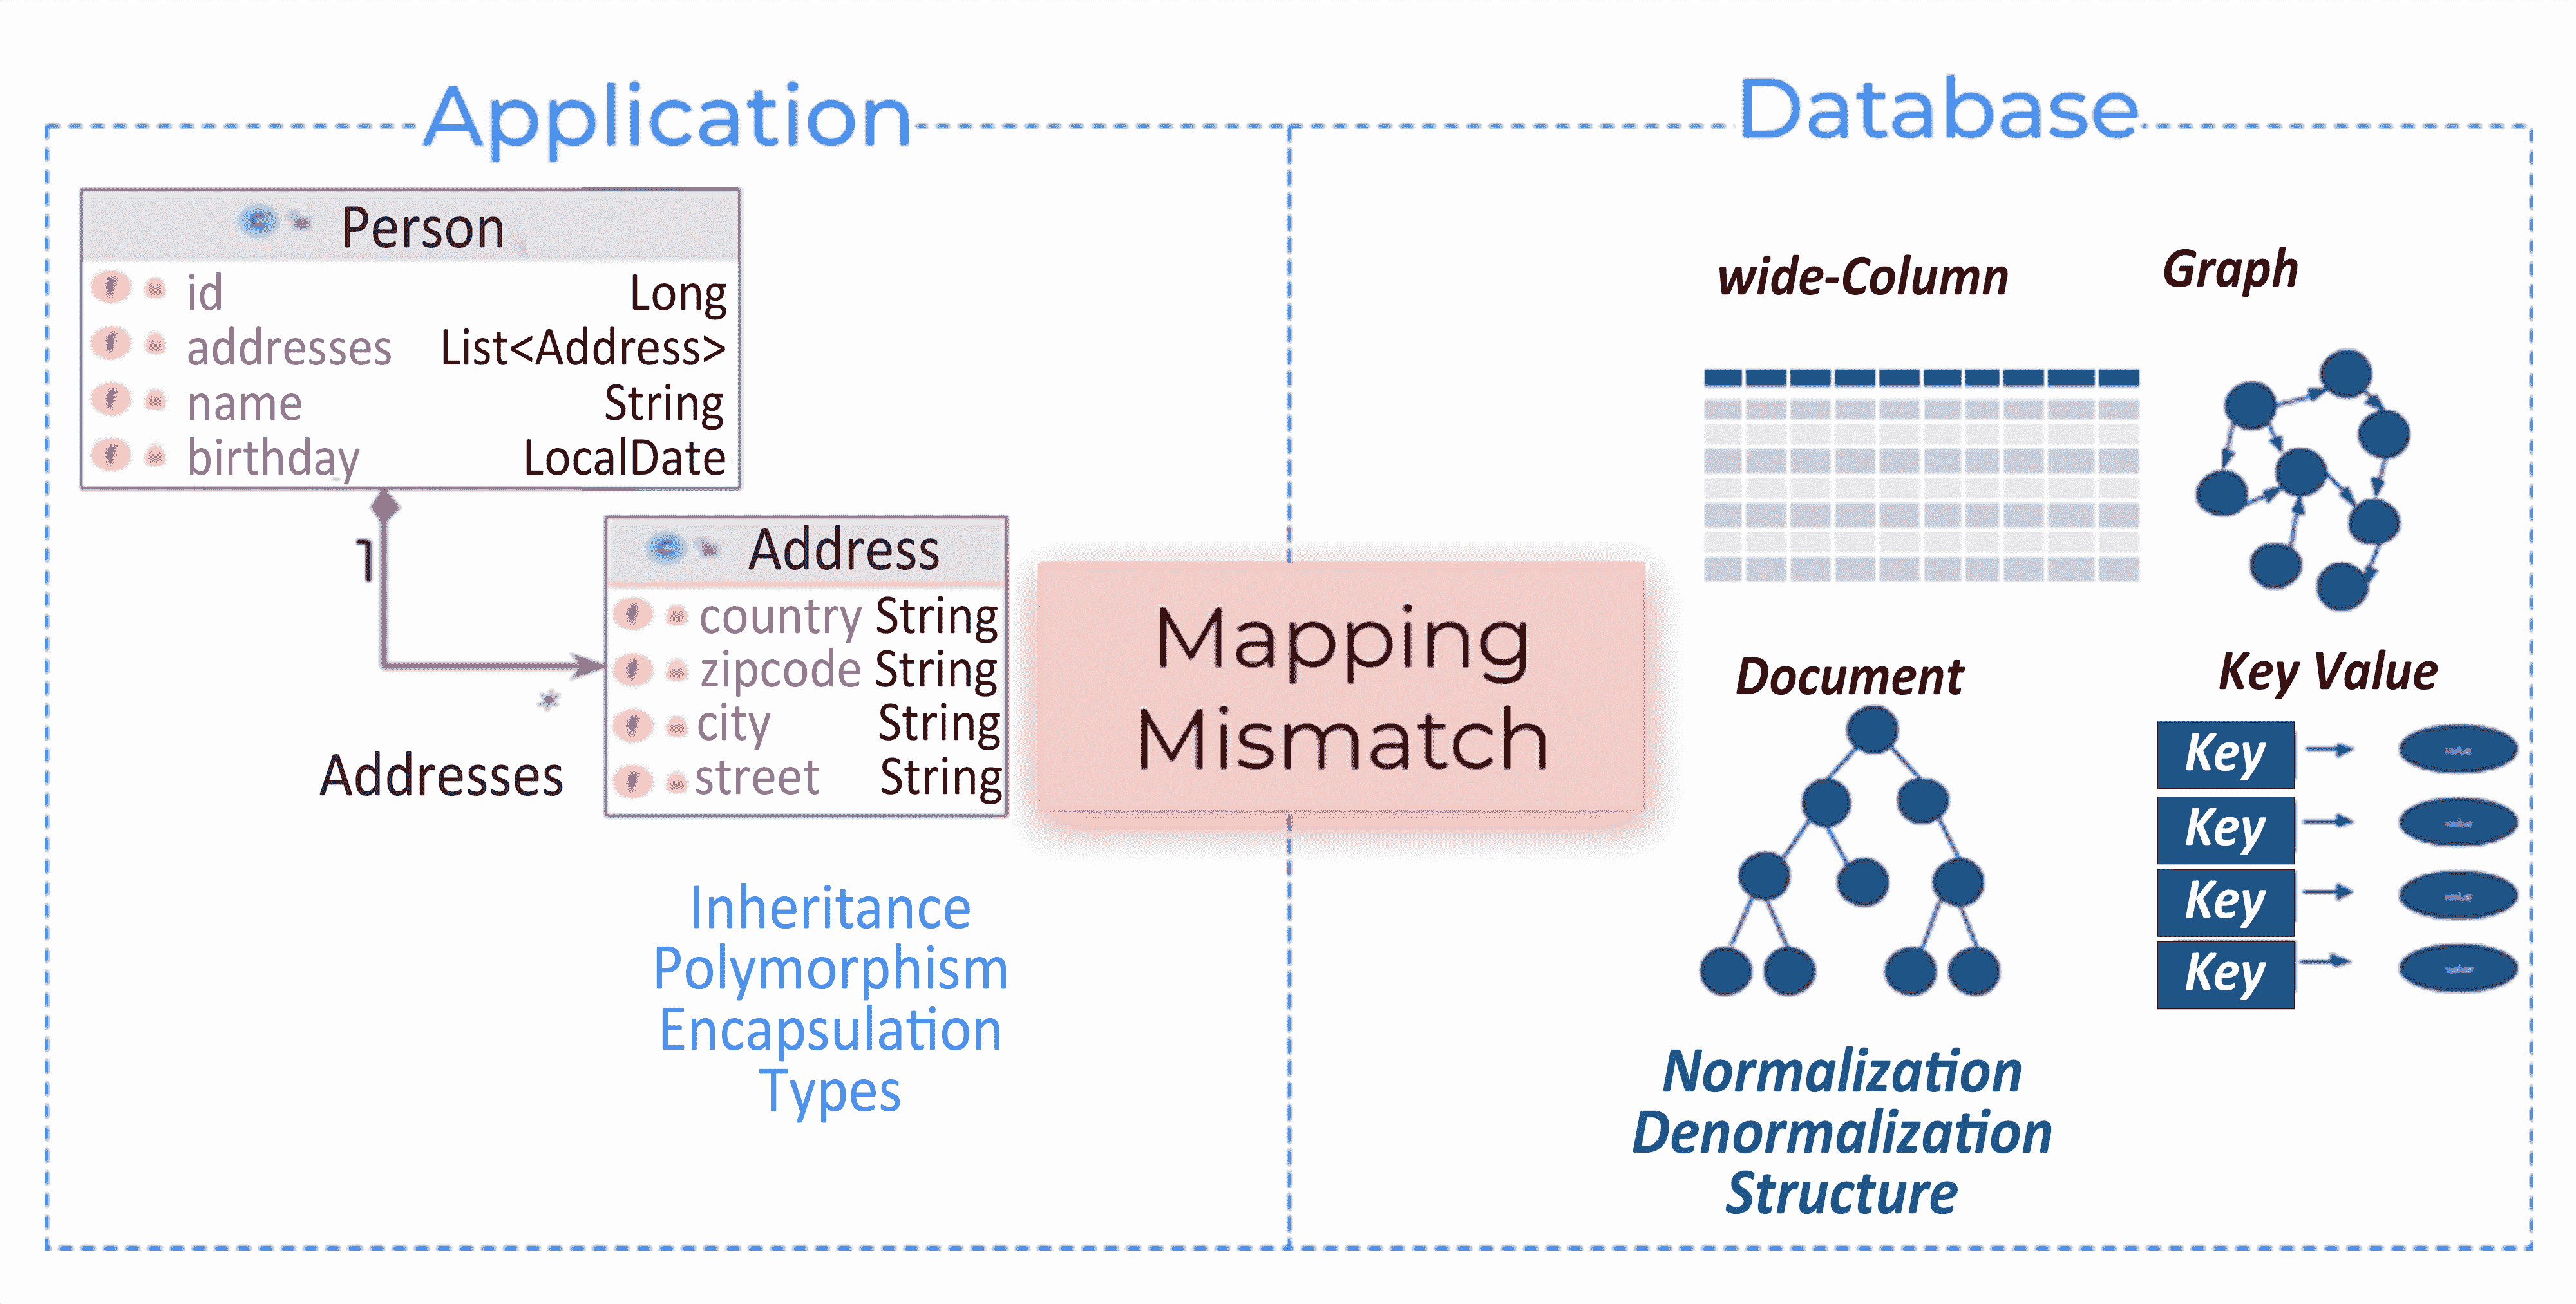 Application
Database
Person
id Long
addresses List<Address>
name String
birthday LocalDate
1
*
Addresses
Address
country String
zipcode String
city String
street String
Inheritance
Polymorphism
Encapsulation
Types
Mapping
Mismatch
wide-Column
Graph
Document
Key Value
Key
Key
Key
Key
Normalization
Denormalization
Structure